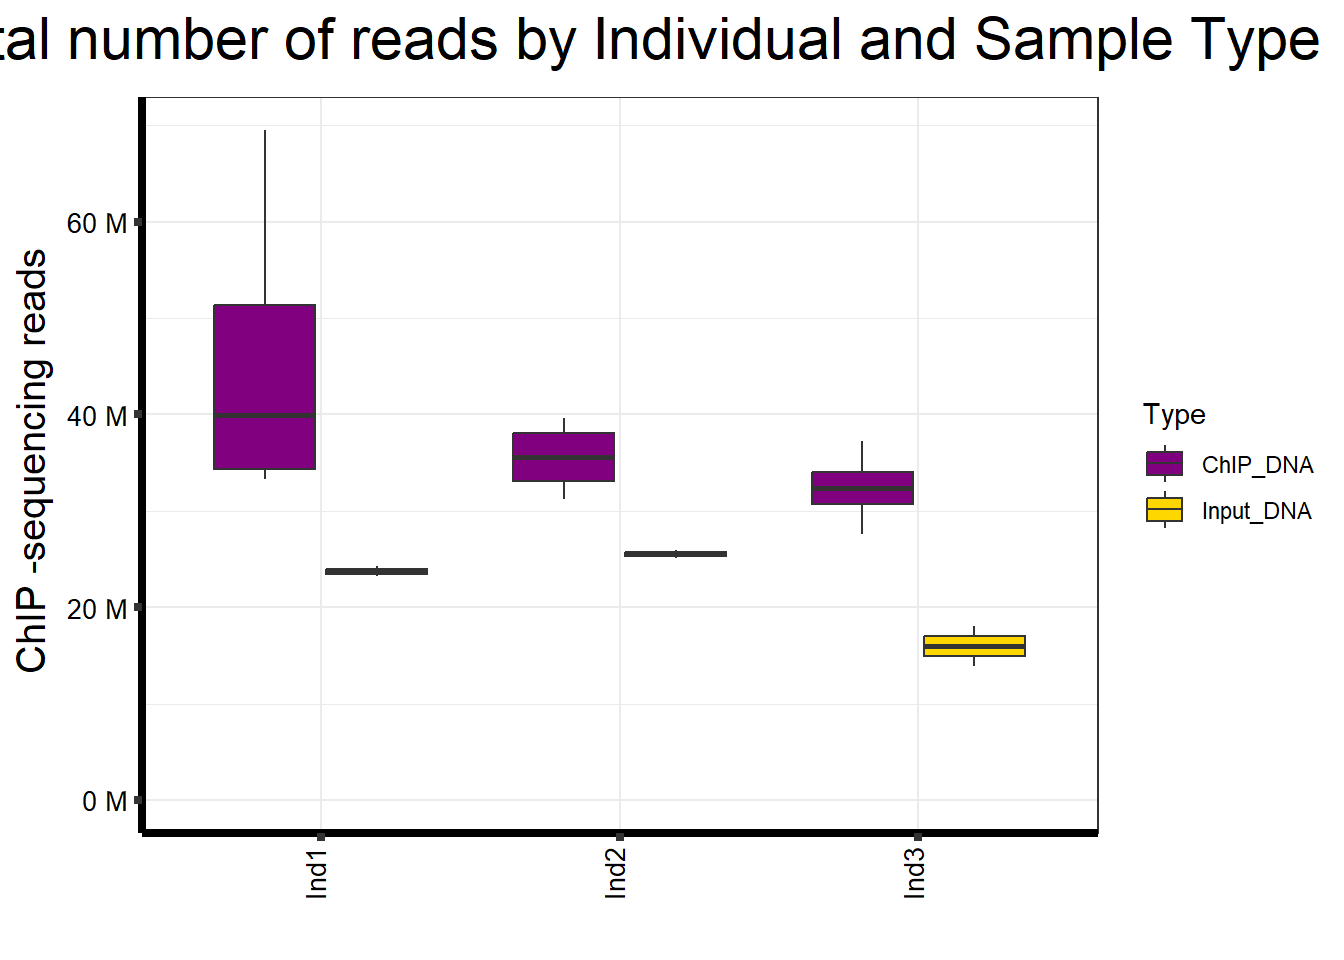 tal number of reads by Individual and Sample Type
ChIP -sequencing reads
60 M
40 M
20 M
0 M
Ind1
Ind2
Ind3
Type
ChIP_DNA
Input_DNA